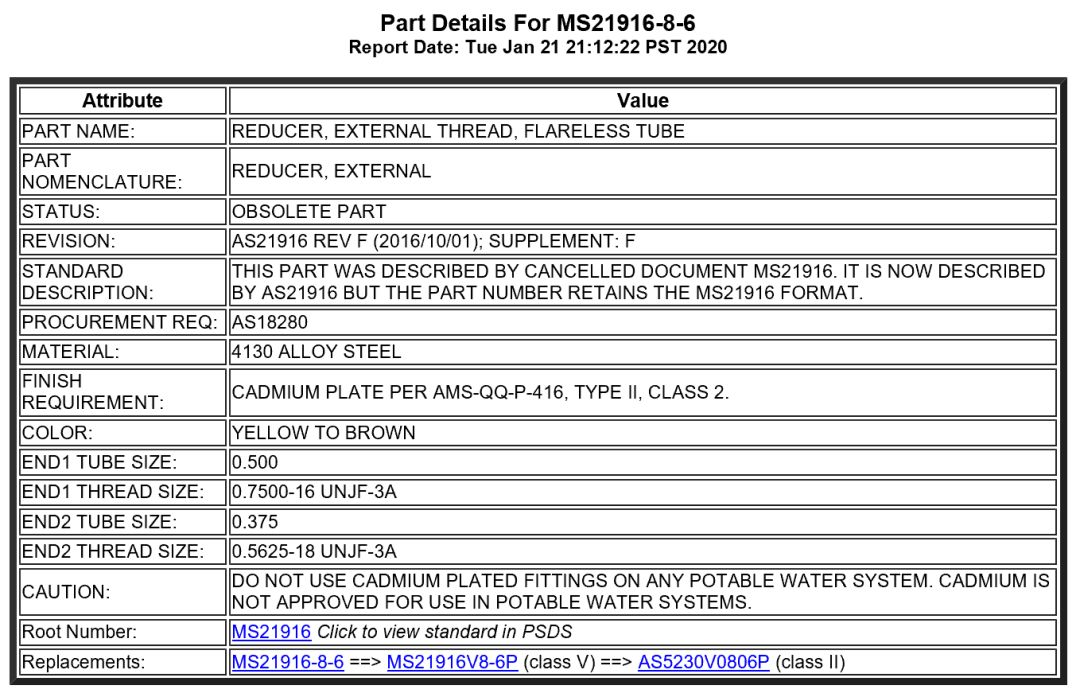 Part Details For MS21916-8-6
Report Date: Tue Jan 21 21:12:22 PST 2020
Attribute Value
PART NAME: REDUCER, EXTERNAL THREAD, FLARELESS TUBE
PART
NOMENCLATURE: REDUCER, EXTERNAL
STATUS: OBSOLETE PART
REVISION: AS21916 REV F (2016/10/01); SUPPLEMENT: F
STANDARD THIS PART WAS DESCRIBED BY CANCELLED DOCUMENT MS21916. IT IS NOW DESCRIBED
DESCRIPTION: BY AS21916 BUT THE PART NUMBER RETAINS THE MS21916 FORMAT.
PROCUREMENT REQ: AS18280
MATERIAL: 4130 ALLOY STEEL
FINISH
REQUIREMENT: CADMIUM PLATE PER AMS-QQ-P-416, TYPE II, CLASS 2.
COLOR: YELLOW TO BROWN
END1 TUBE SIZE: 0.500
END1 THREAD SIZE: 0.7500-16 UNJF-3A
END2 TUBE SIZE: 0.375
END2 THREAD SIZE: 0.5625-18 UNJF-3A
CAUTION: DO NOT USE CADMIUM PLATED FITTINGS ON ANY POTABLE WATER SYSTEM. CADMIUM IS
NOT APPROVED FOR USE IN POTABLE WATER SYSTEMS.
Root Number: MS21916 Click to view standard in PSDS
Replacements: MS21916-8-6 ==> MS21916V8-6P (class V) ==> AS5230V0806P (class II)